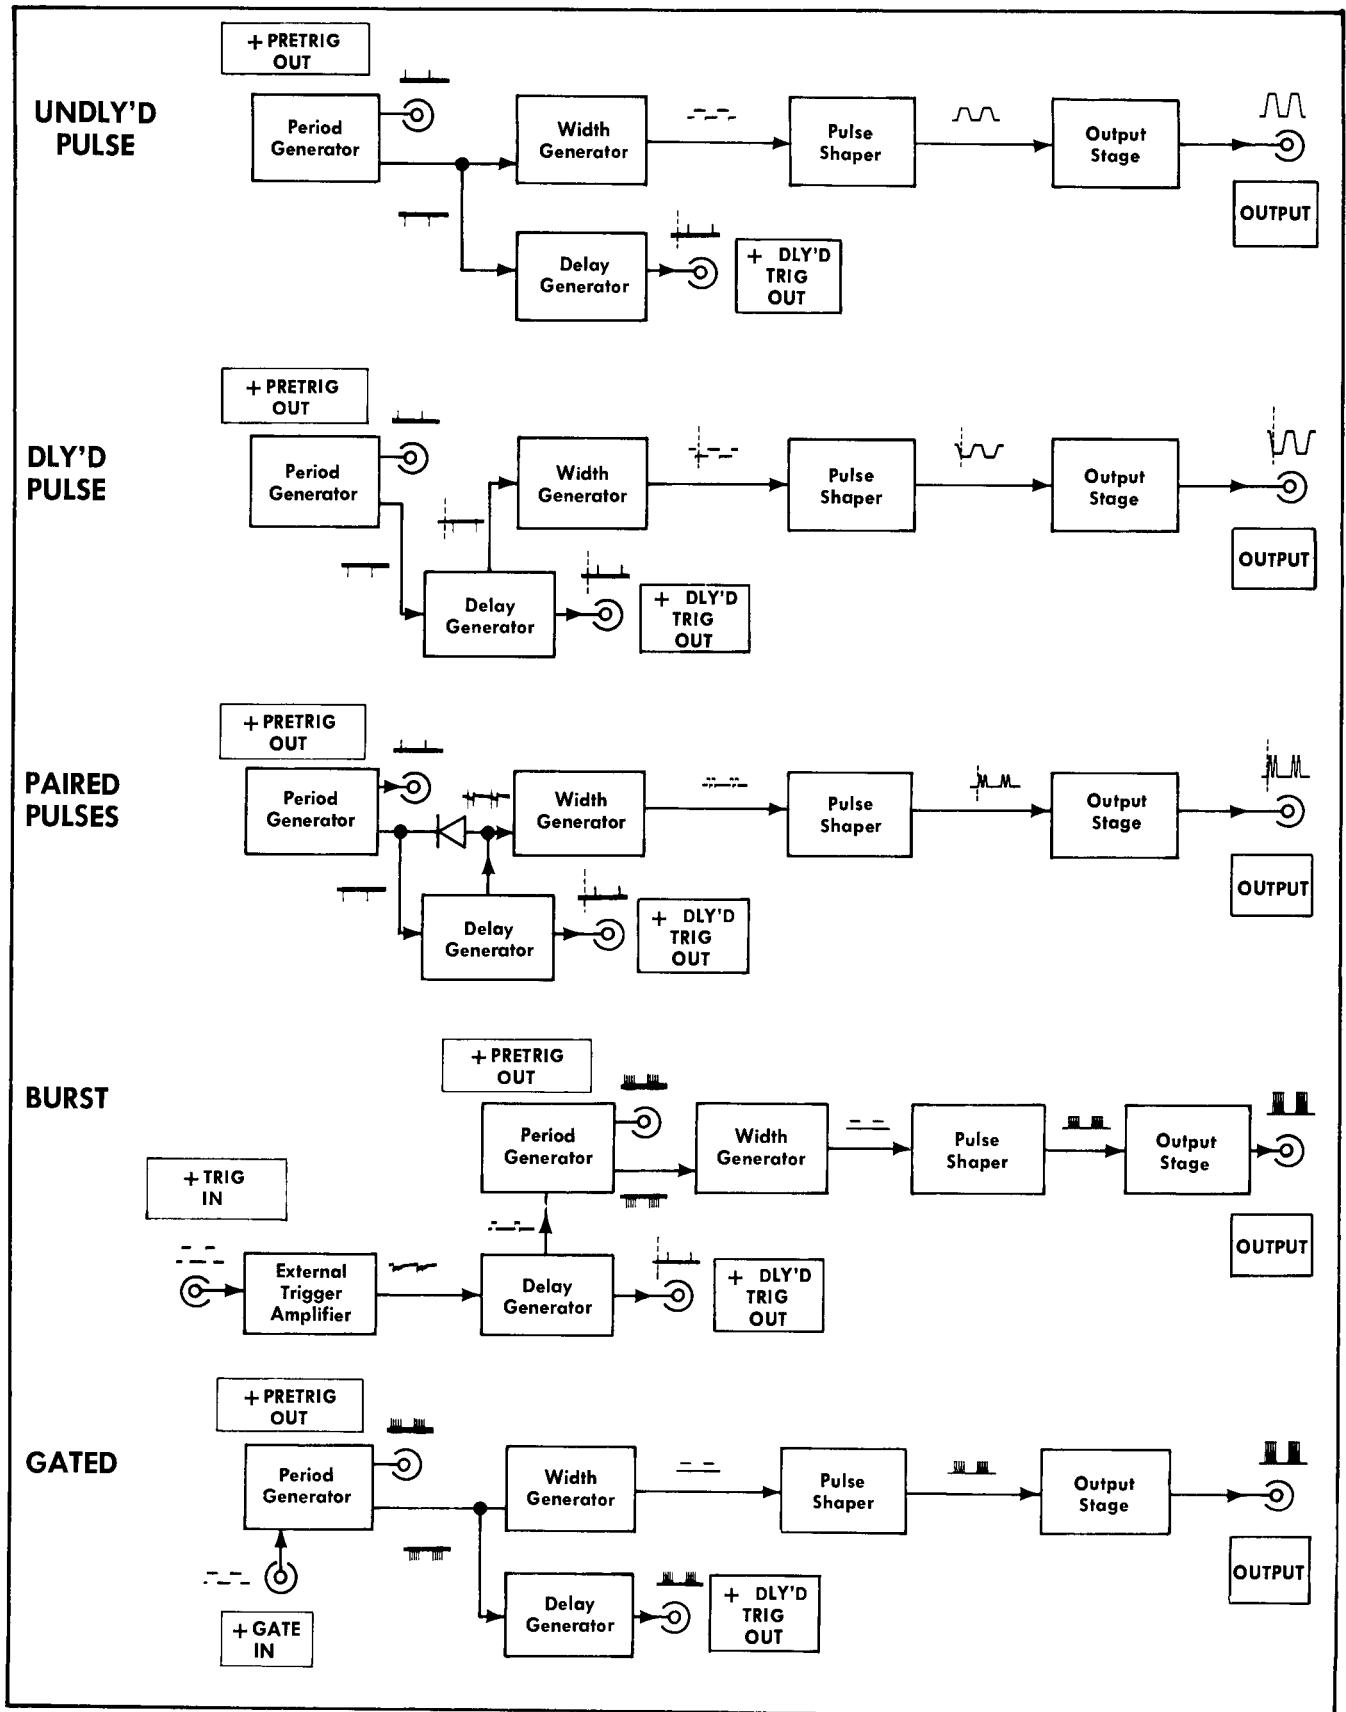 + PRETRIG
OUT
UNDLY'D
PULSE
Period
Generator
Width
Generator
Pulse
Shaper
Output
Stage
OUTPUT
Delay
Generator
+ DLY'D
TRIG
OUT
+ PRETRIG
OUT
DLY'D
PULSE
Period
Generator
Width
Generator
Pulse
Shaper
Output
Stage
OUTPUT
Delay
Generator
+ DLY'D
TRIG
OUT
+ PRETRIG
OUT
PAIRED
PULSES
Period
Generator
Width
Generator
Pulse
Shaper
Output
Stage
OUTPUT
Delay
Generator
+ DLY'D
TRIG
OUT
+ PRETRIG
OUT
BURST
Period
Generator
Width
Generator
Pulse
Shaper
Output
Stage
OUTPUT
+ TRIG
IN
External
Trigger
Amplifier
Delay
Generator
+ DLY'D
TRIG
OUT
+ PRETRIG
OUT
GATED
Period
Generator
Width
Generator
Pulse
Shaper
Output
Stage
OUTPUT
+ GATE
IN
Delay
Generator
+ DLY'D
TRIG
OUT